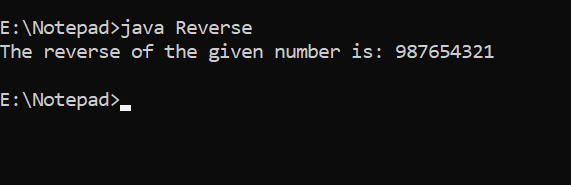 E:\Notepad>java Reverse
The reverse of the given number is: 987654321
E:\Notepad>